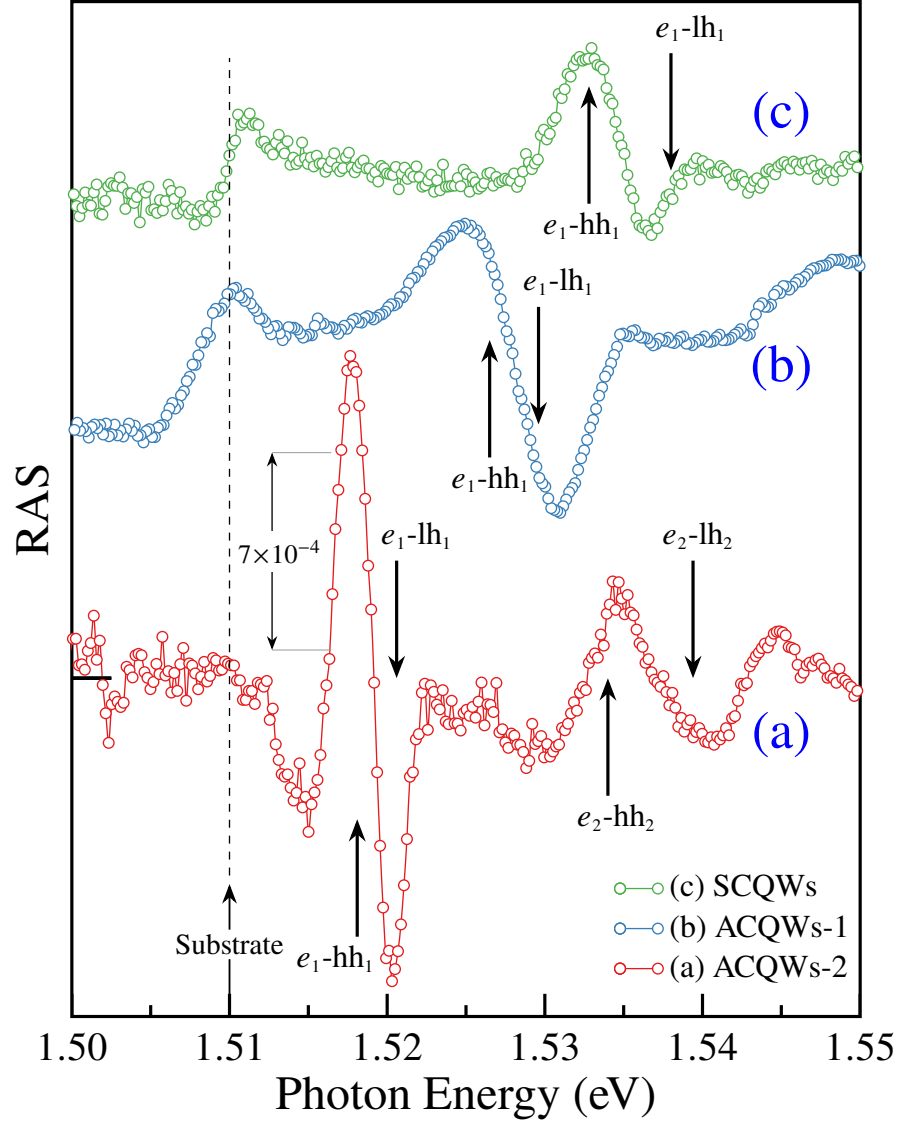 e₁-lh₁
(c)
e₁-hh₁
e₁-lh₁
(b)
e₁-hh₁
RAS
7×10⁻⁴
e₁-lh₁
e₂-lh₂
(a)
e₂-hh₂
Substrate
e₁-hh₁
(c) SCQWs
(b) ACQWs-1
(a) ACQWs-2
1.50 1.51 1.52 1.53 1.54 1.55
Photon Energy (eV)